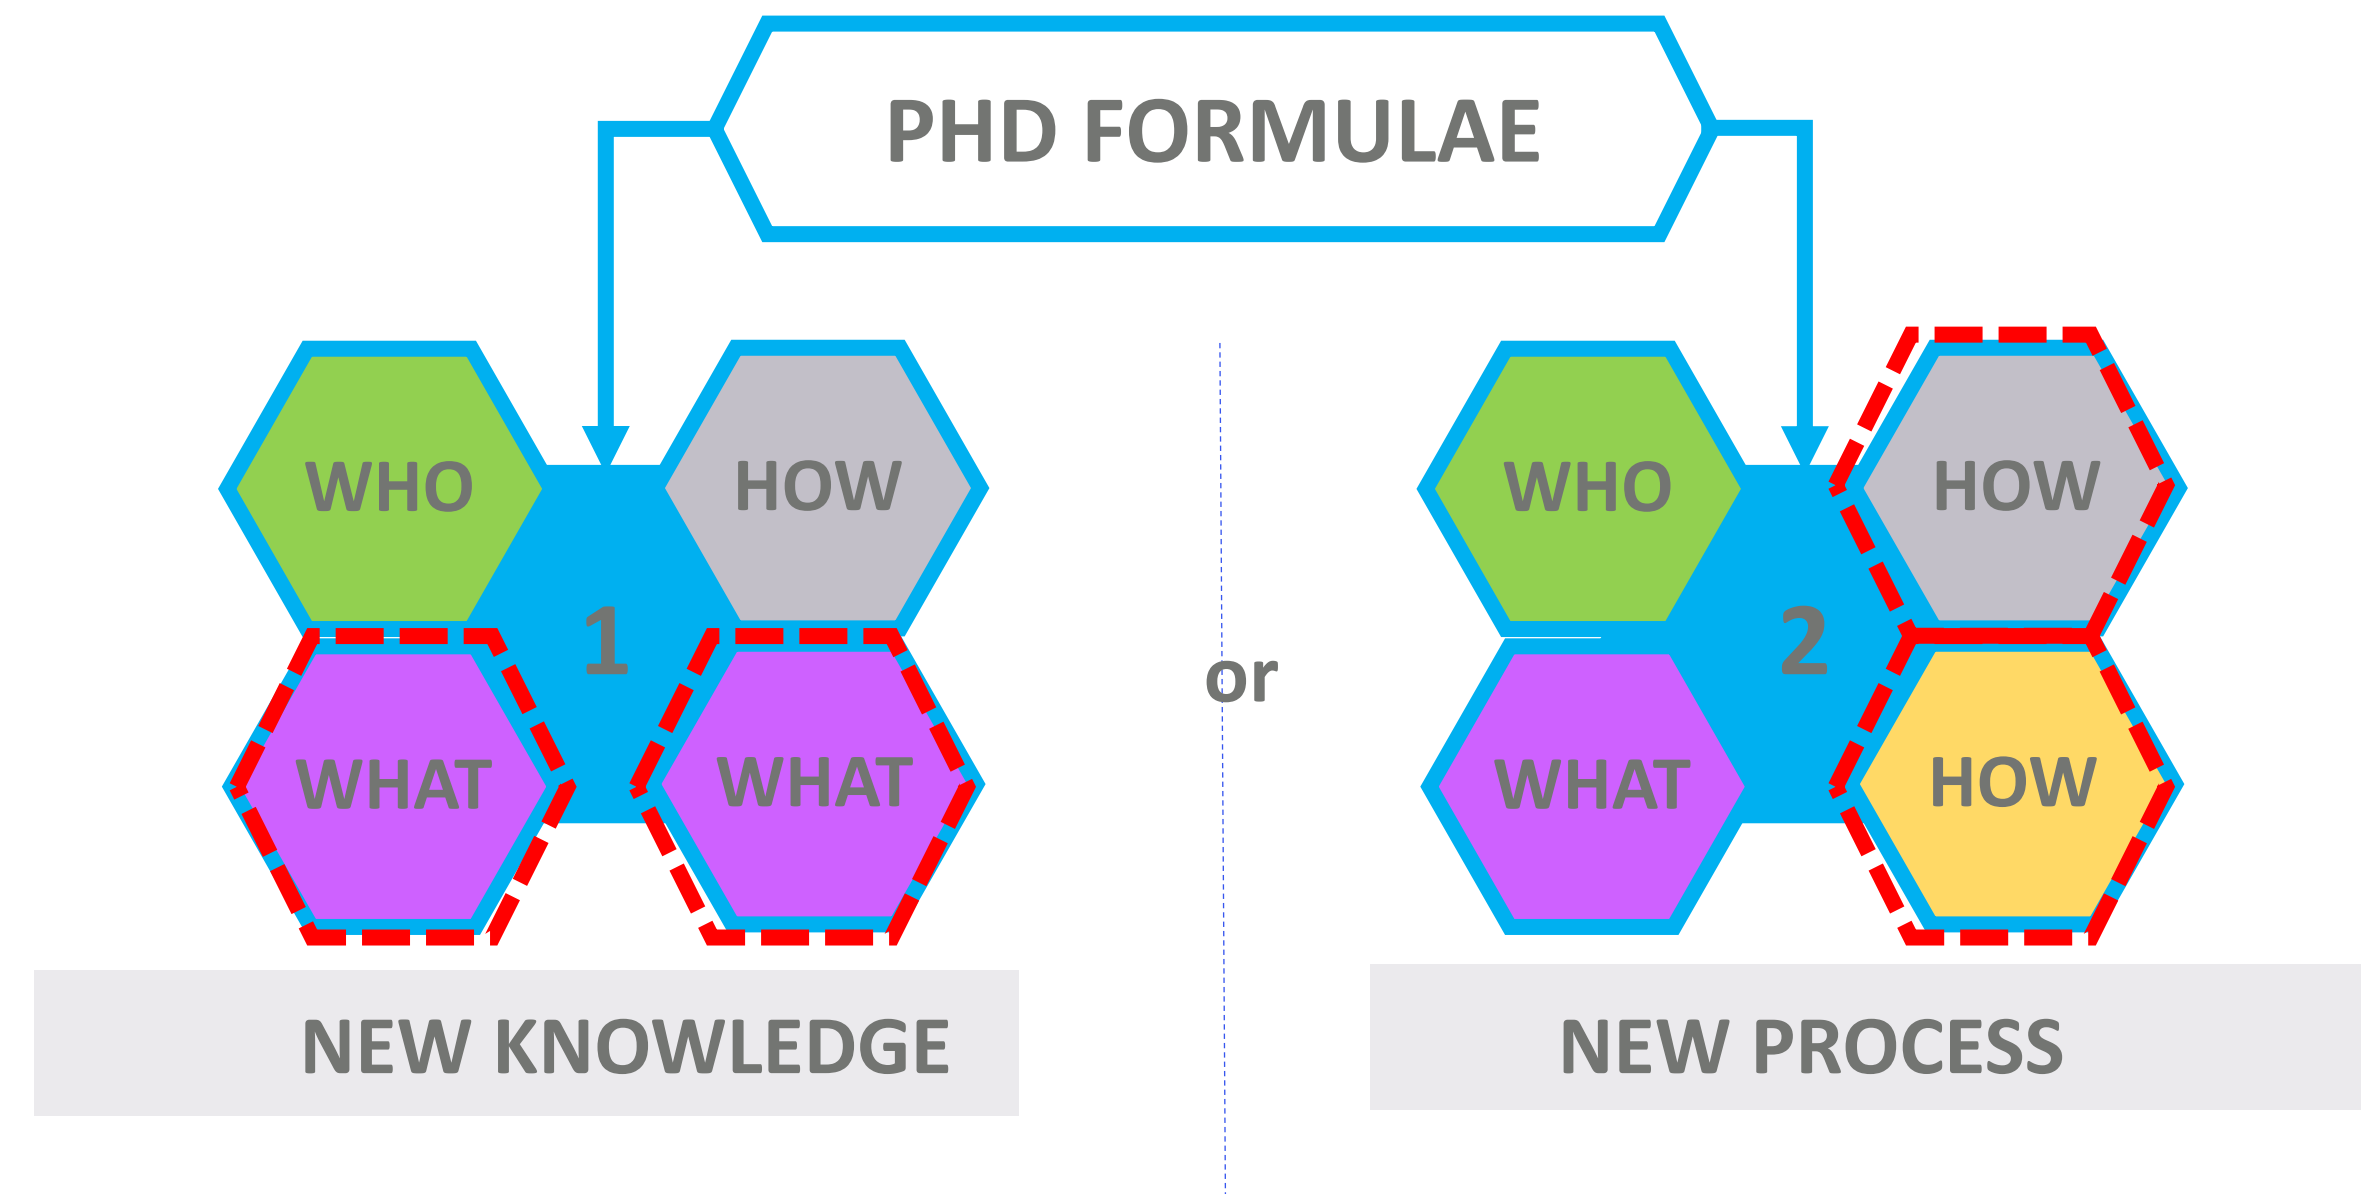 PHD FORMULAE
WHO
HOW
1
WHAT
WHAT
NEW KNOWLEDGE
or
WHO
HOW
2
WHAT
HOW
NEW PROCESS